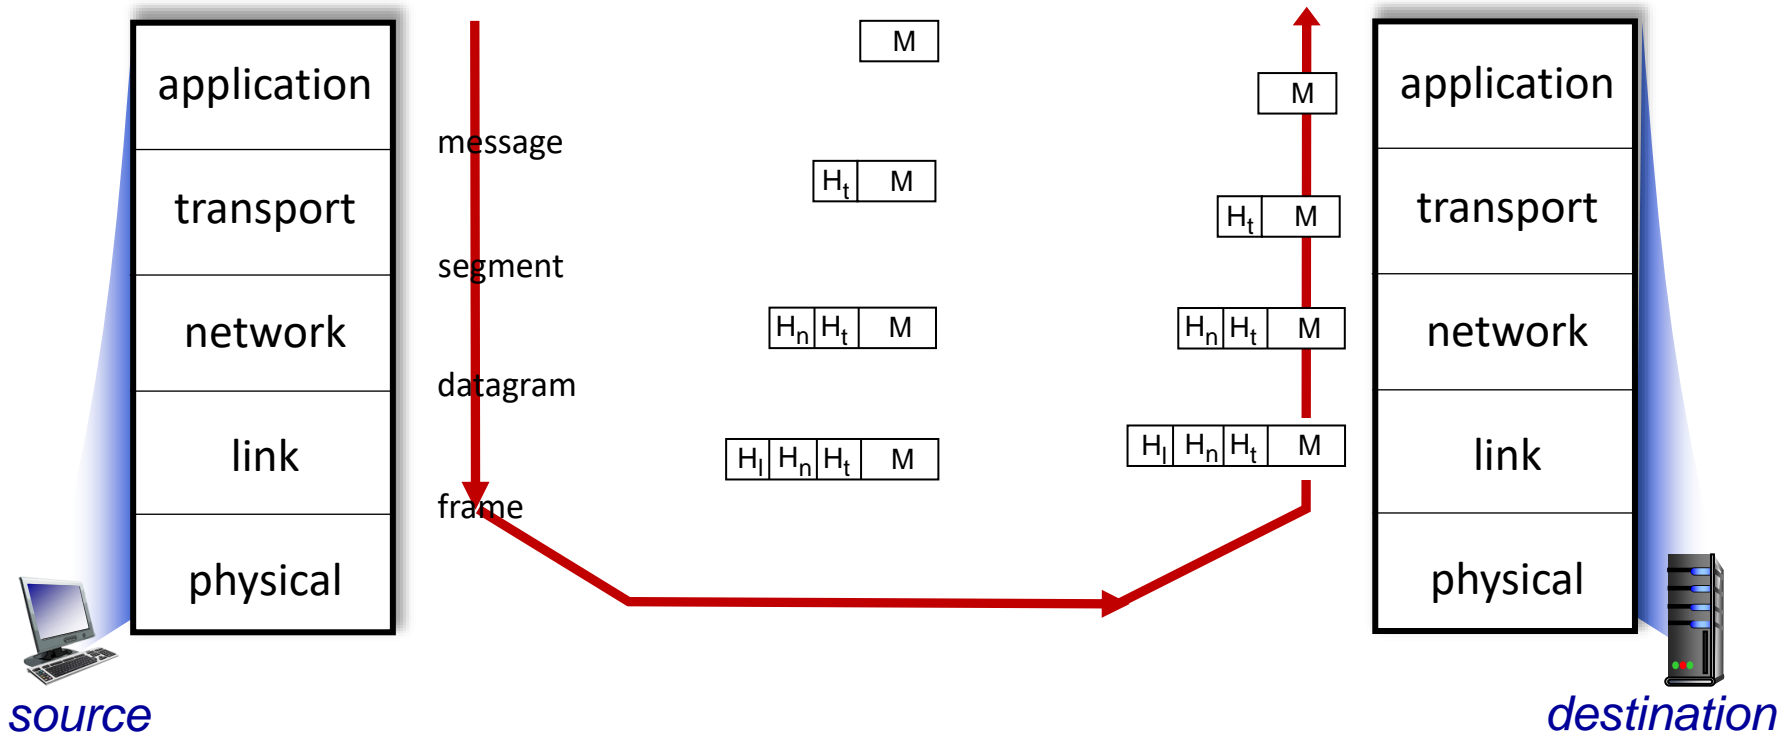 application
transport
network
link
physical
source
message
segment
datagram
frame
M
Hₜ M
Hₙ Hₜ M
Hₗ Hₙ Hₜ M
M
Hₜ M
Hₙ Hₜ M
Hₗ Hₙ Hₜ M
application
transport
network
link
physical
destination